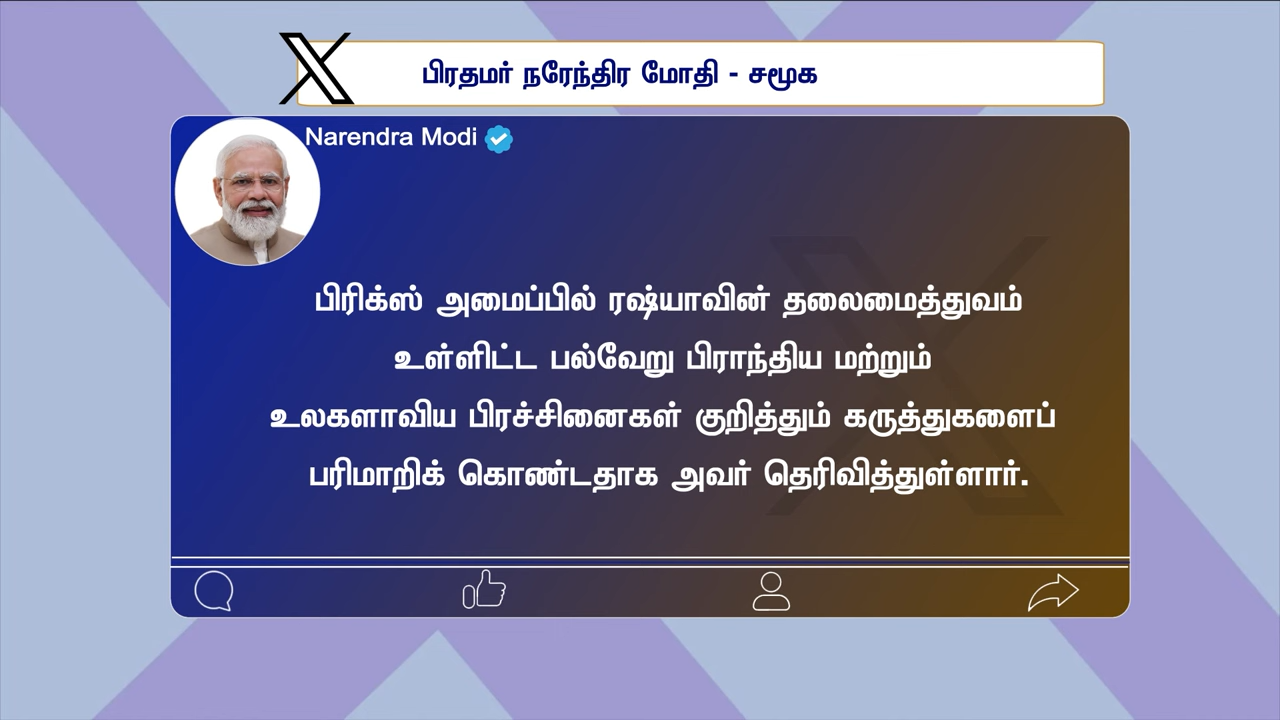 பிரதமர் நரேந்திர மோதி - சமூக
Narendra Modi
பிரிக்ஸ் அமைப்பில் ரஷ்யாவின் தலைமைத்துவம்
உள்ளிட்ட பல்வேறு பிராந்திய மற்றும்
உலகளாவிய பிரச்சினைகள் குறித்தும் கருத்துகளைப்
பரிமாறிக் கொண்டதாக அவர் தெரிவித்துள்ளார்.